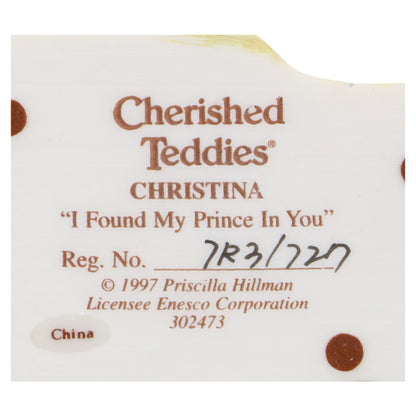 Cherished
Teddies®
CHRISTINA
"I Found My Prince In You"
Reg. No. 7R3/727
© 1997 Priscilla Hillman
Licensee Enesco Corporation
302473
China